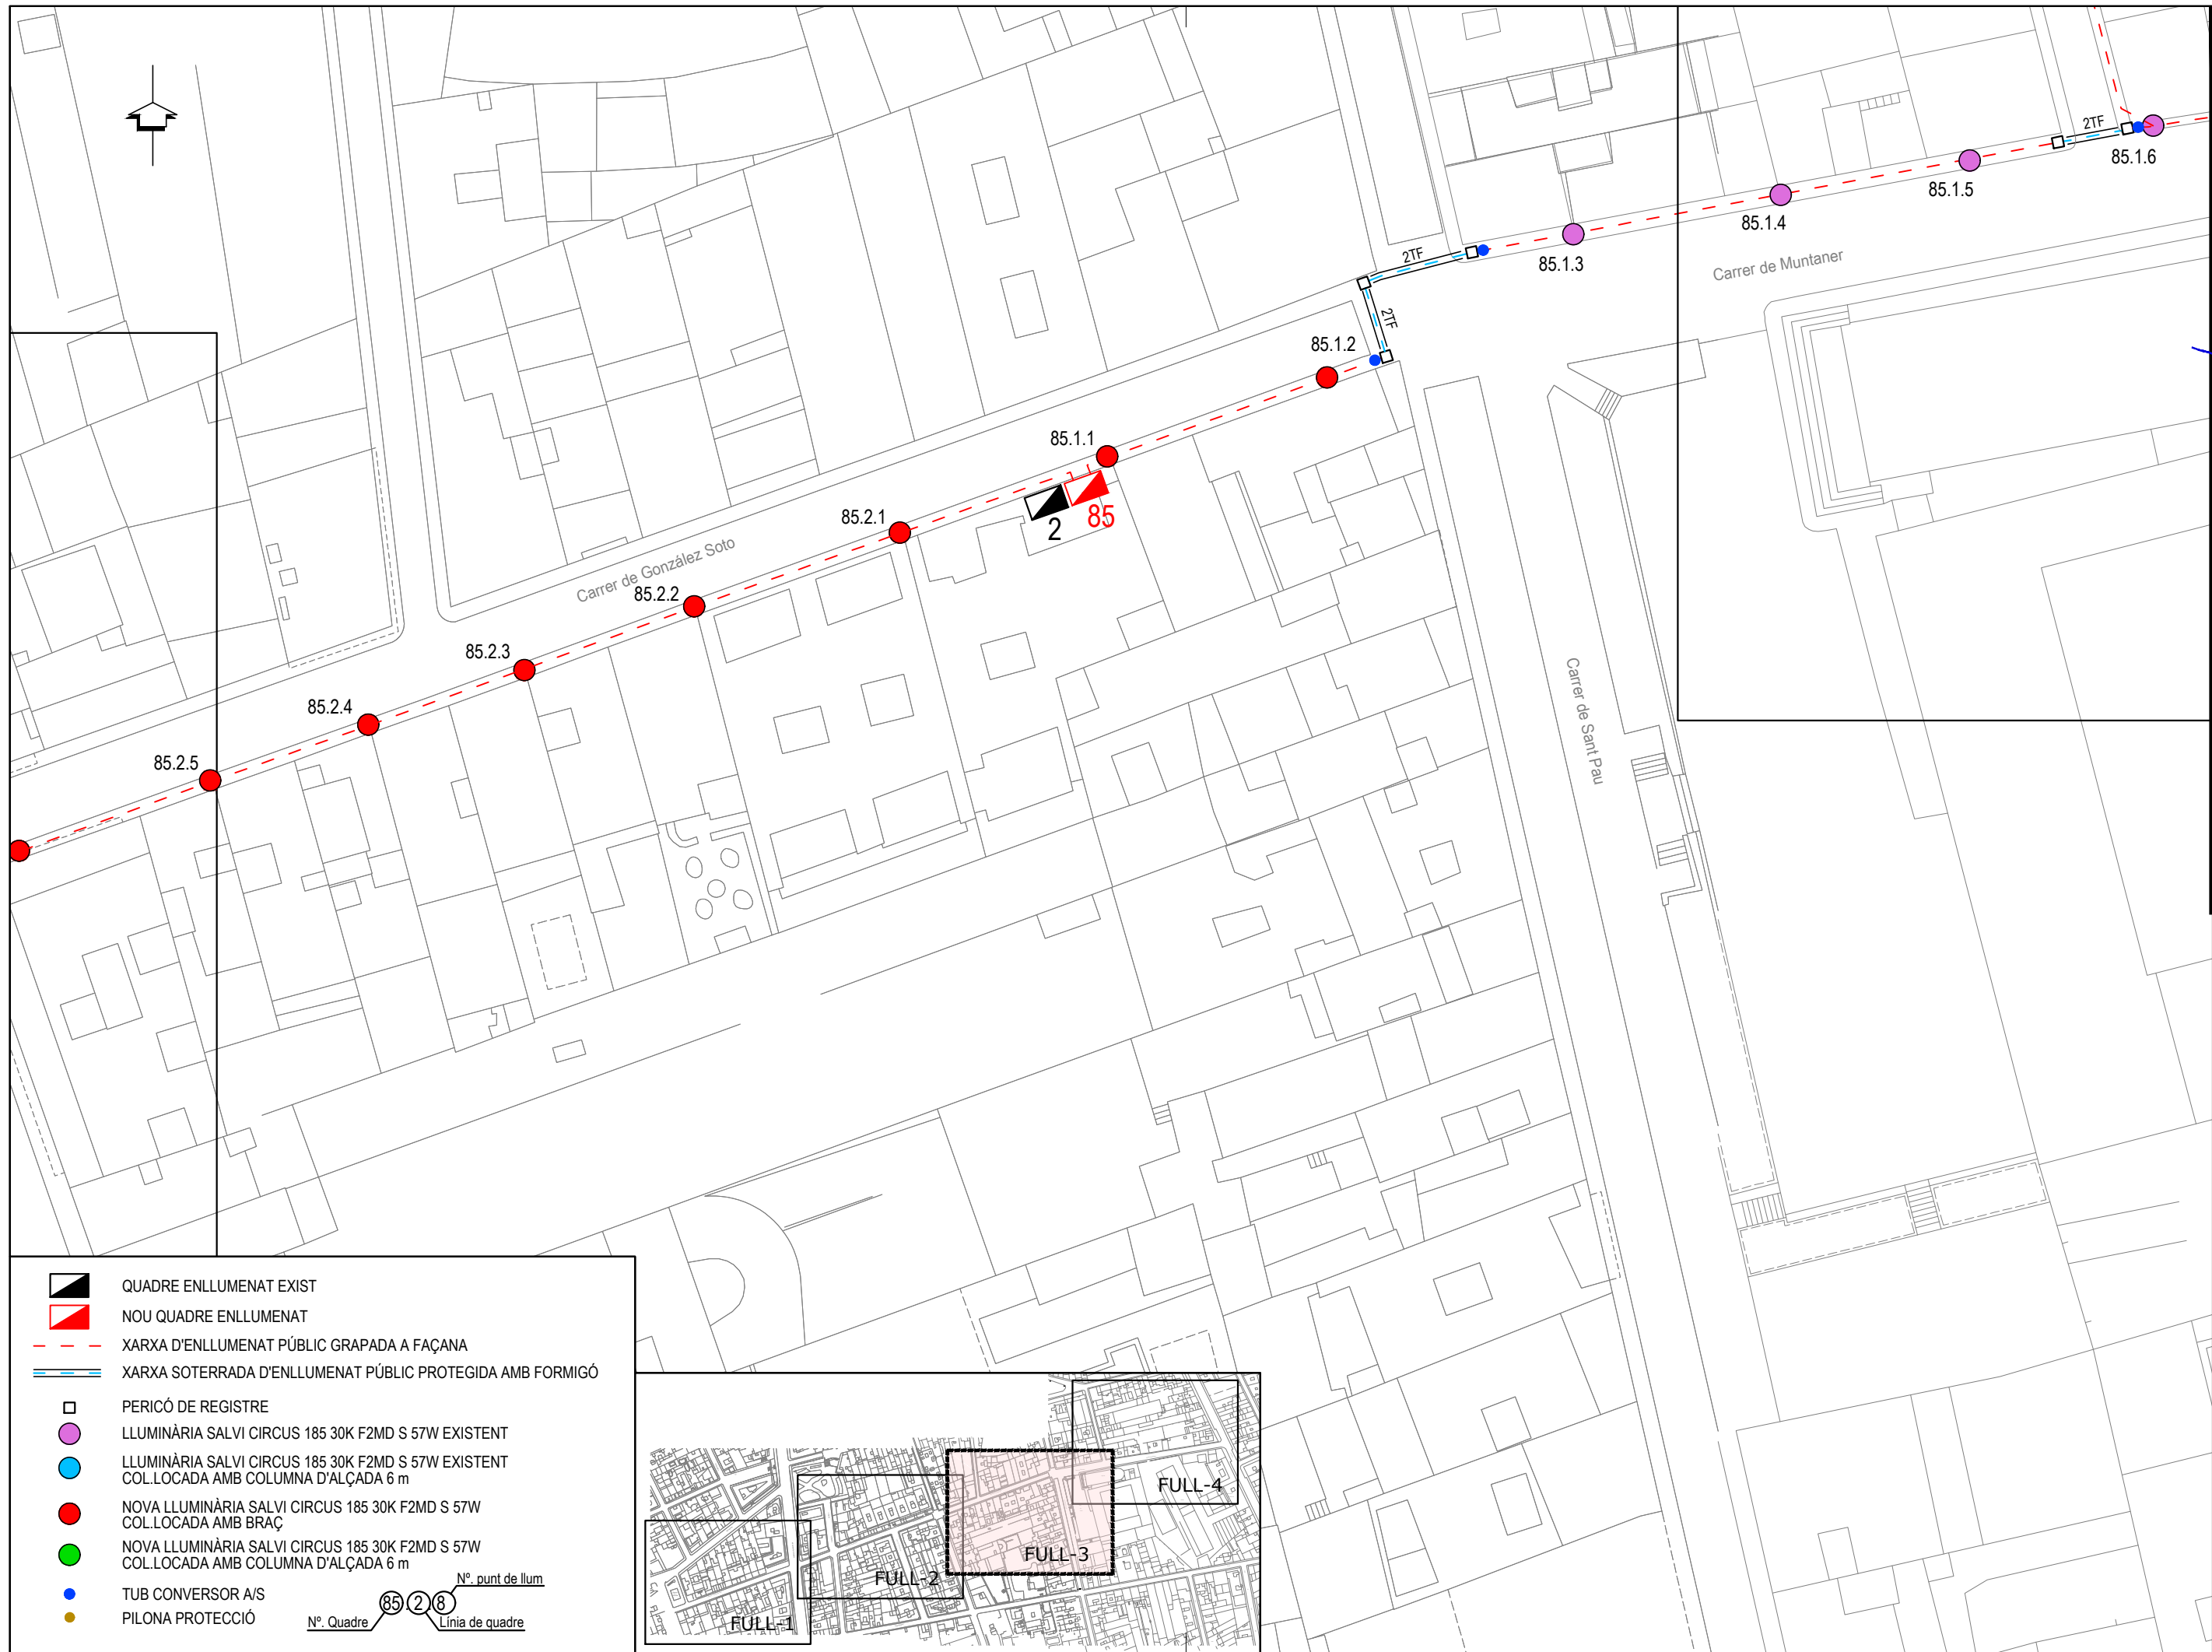 2TF
85.1.6
85.1.5
85.1.4
85.1.3
Carrer de Muntaner
2TF
2TF
85.1.2
85.1.1
2
85
85.2.1
Carrer de González Soto
85.2.2
85.2.3
85.2.4
85.2.5
Carrer de Sant Pau
QUADRE ENLLUMENAT EXIST
NOU QUADRE ENLLUMENAT
XARXA D'ENLLUMENAT PÚBLIC GRAPADA A FAÇANA
XARXA SOTERRADA D'ENLLUMENAT PÚBLIC PROTEGIDA AMB FORMIGÓ
PERICÓ DE REGISTRE
LLUMINÀRIA SALVI CIRCUS 185 30K F2MD S 57W EXISTENT
LLUMINÀRIA SALVI CIRCUS 185 30K F2MD S 57W EXISTENT
COL.LOCADA AMB COLUMNA D'ALÇADA 6 m
NOVA LLUMINÀRIA SALVI CIRCUS 185 30K F2MD S 57W
COL.LOCADA AMB BRAÇ
NOVA LLUMINÀRIA SALVI CIRCUS 185 30K F2MD S 57W
COL.LOCADA AMB COLUMNA D'ALÇADA 6 m
TUB CONVERSOR A/S
PILONA PROTECCIÓ
Nº. punt de llum
85 2 8
Nº. Quadre
Línia de quadre
FULL-4
FULL-3
FULL-2
FULL-1